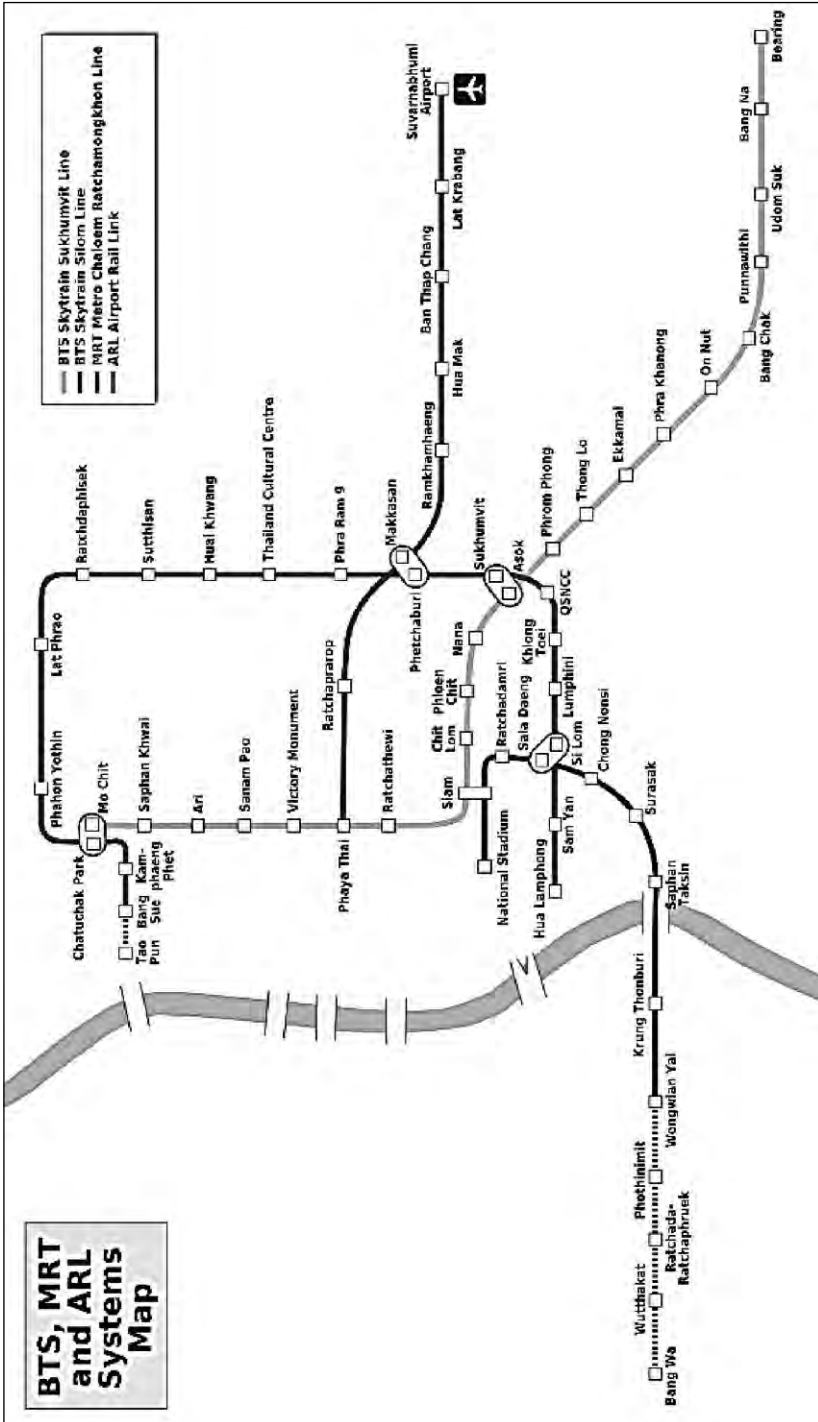 BTS, MRT
and ARL
Systems
Map
BTS Skytrain Sukhumvit Line
BTS Skytrain Silom Line
MRT Metro Chaloem Ratchamongkhon Line
ARL Airport Rail Link
Tao
Pun
Bang
Sue
Kam-
phaeng
Phet
Chatuchak Park
Mo Chit
Phahon Yothin
Lat Phrao
Ratchdaphisek
Sutthisan
Huai Khwang
Thailand Cultural Centre
Phra Ram 9
Phetchaburi
Makkasan
Saphan Khwai
Ari
Sanam Pao
Victory Monument
Phaya Thai
Ratchathewi
Ratchaprarop
Ramkhamhaeng
Hua Mak
Ban Thap Chang
Lat Krabang
Suvarnabhumi
Airport
Siam
Chit
Lom
Phloen
Chit
Nana
Sukhumvit
Asok
Phrom Phong
Thong Lo
Ekkamai
Phra Khanong
On Nut
Bang Chak
Punnawithi
Udom Suk
Bang Na
Bearing
National Stadium
Ratchadamri
Sala Daeng
Si Lom
Hua Lamphong
Sam Yan
Lumphini
Khlong
Toei
QSNCC
Chong Nonsi
Surasak
Saphan
Taksin
Krung Thonburi
Wongwian Yai
Phothinimit
Ratchada-
Ratchaphruek
Wutthakat
Bang Wa